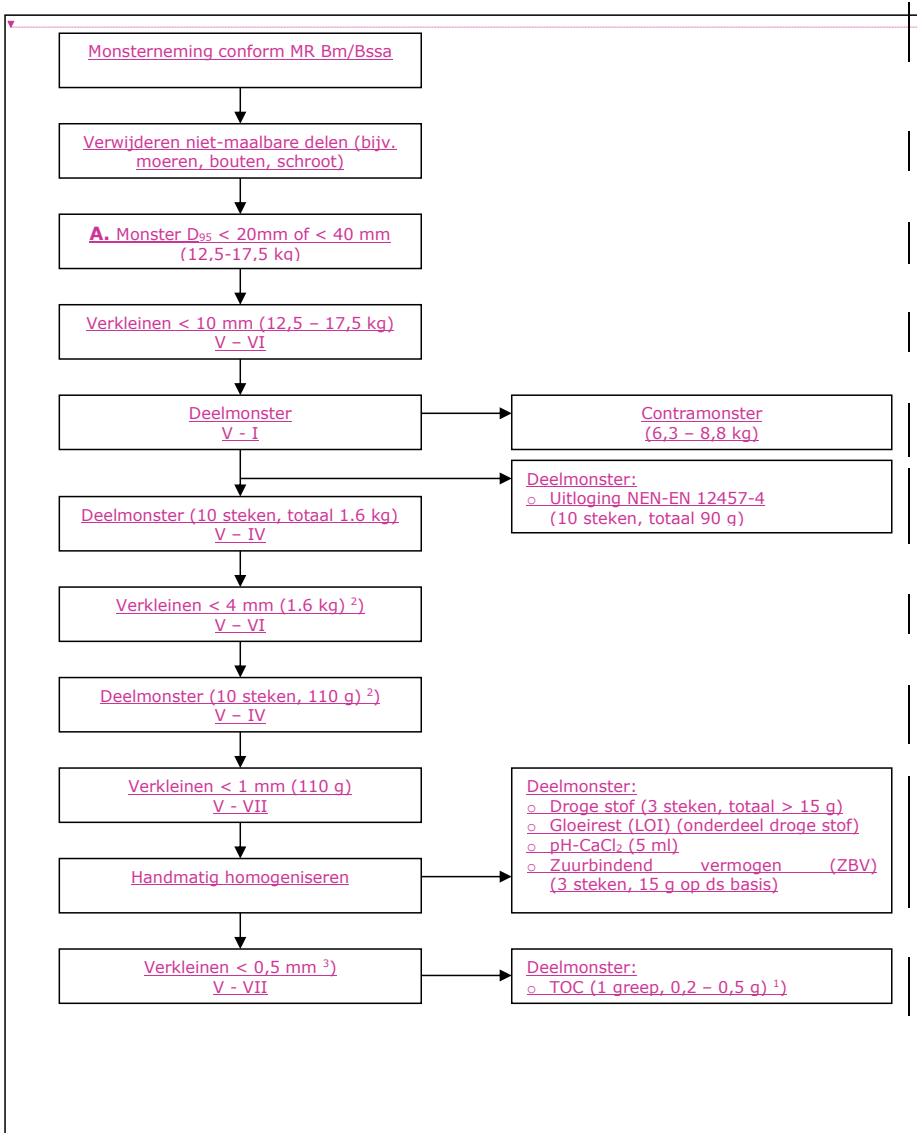 Monsterneming conform MR Bm/Bssa
Verwijderen niet-maalbare delen (bijv.
moeren, bouten, schroot)
A. Monster D₉₅ < 20mm of < 40 mm
(12,5-17,5 kg)
Verkleinen < 10 mm (12,5 – 17,5 kg)
V – VI
Deelmonster
V - I
Contramonster
(6,3 – 8,8 kg)
Deelmonster:
o Uitloging NEN-EN 12457-4
(10 steken, totaal 90 g)
Deelmonster (10 steken, totaal 1.6 kg)
V – IV
Verkleinen < 4 mm (1.6 kg) ²)
V – VI
Deelmonster (10 steken, 110 g) ²)
V – IV
Verkleinen < 1 mm (110 g)
V - VII
Deelmonster:
o Droge stof (3 steken, totaal > 15 g)
o Gloeirest (LOI) (onderdeel droge stof)
o pH-CaCl₂ (5 ml)
o Zuurbindend vermogen (ZBV)
(3 steken, 15 g op ds basis)
Handmatig homogeniseren
Verkleinen < 0,5 mm ³)
V - VII
Deelmonster:
o TOC (1 greep, 0,2 – 0,5 g) ¹)